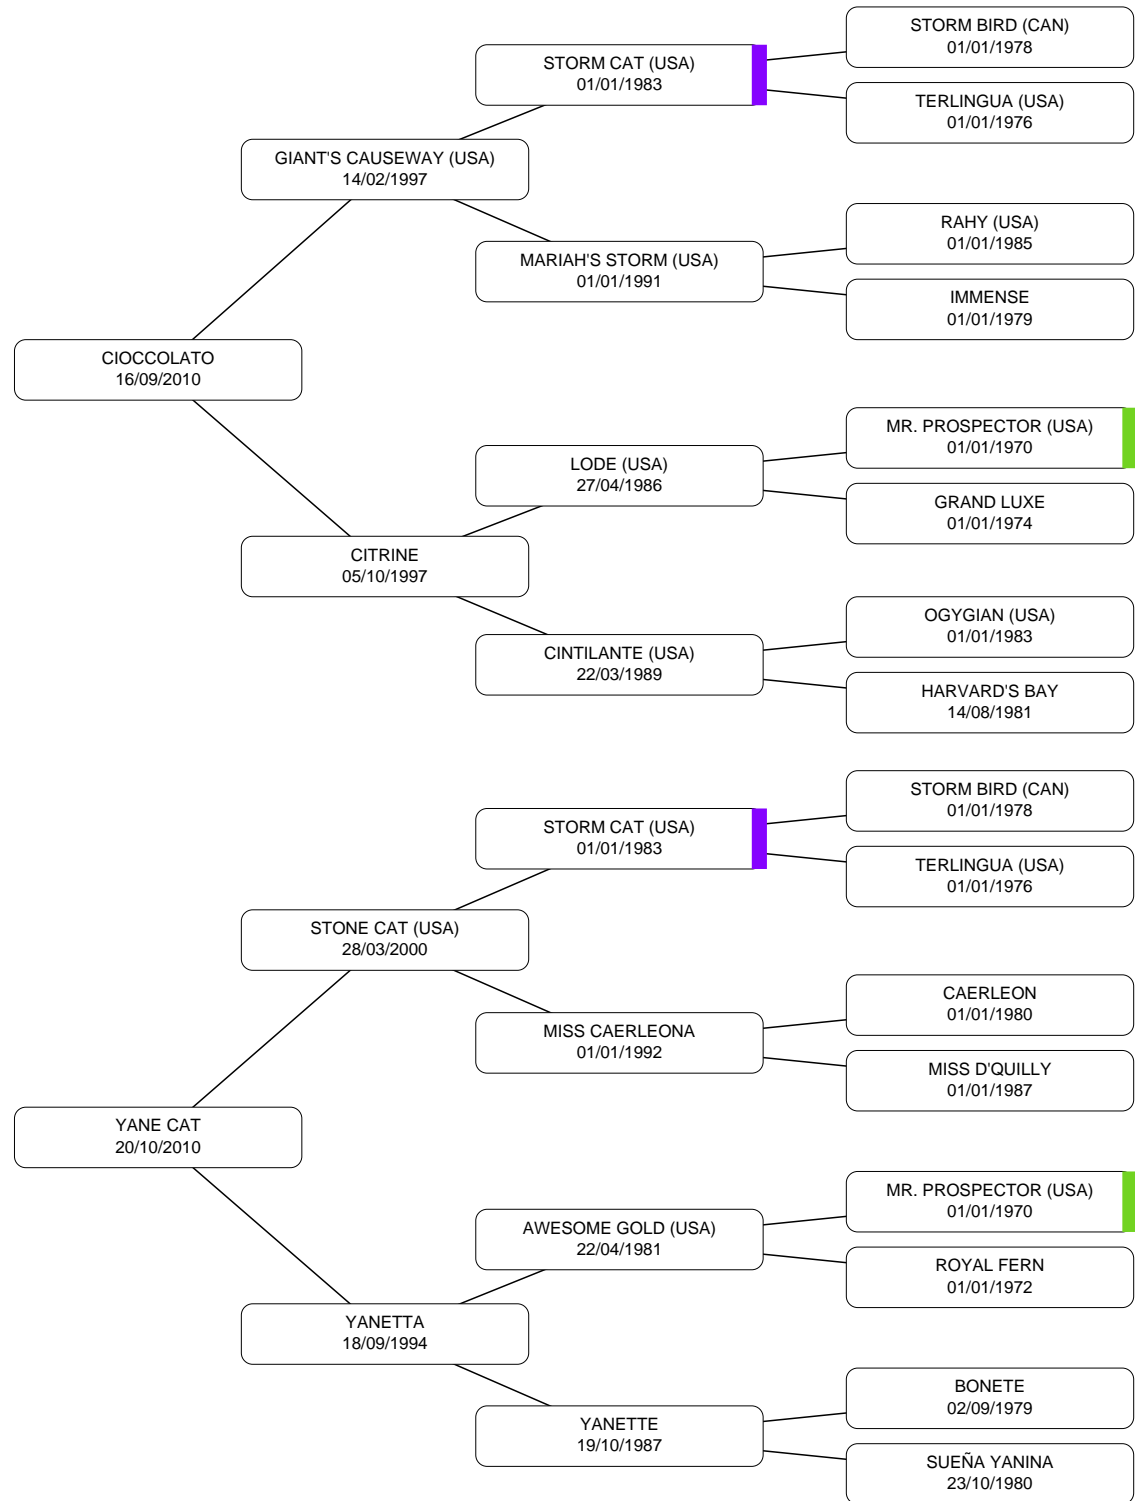 STORM BIRD (CAN)
01/01/1978
STORM CAT (USA)
01/01/1983
TERLINGUA (USA)
01/01/1976
GIANT'S CAUSEWAY (USA)
14/02/1997
RAHY (USA)
01/01/1985
MARIAH'S STORM (USA)
01/01/1991
IMMENSE
01/01/1979
CIOCCOLATO
16/09/2010
MR. PROSPECTOR (USA)
01/01/1970
LODE (USA)
27/04/1986
GRAND LUXE
01/01/1974
CITRINE
05/10/1997
OGYGIAN (USA)
01/01/1983
CINTILANTE (USA)
22/03/1989
HARVARD'S BAY
14/08/1981
STORM BIRD (CAN)
01/01/1978
STORM CAT (USA)
01/01/1983
TERLINGUA (USA)
01/01/1976
STONE CAT (USA)
28/03/2000
CAERLEON
01/01/1980
MISS CAERLEONA
01/01/1992
MISS D'QUILLY
01/01/1987
YANE CAT
20/10/2010
MR. PROSPECTOR (USA)
01/01/1970
AWESOME GOLD (USA)
22/04/1981
ROYAL FERN
01/01/1972
YANETTA
18/09/1994
BONETE
02/09/1979
YANETTE
19/10/1987
SUEÑA YANINA
23/10/1980